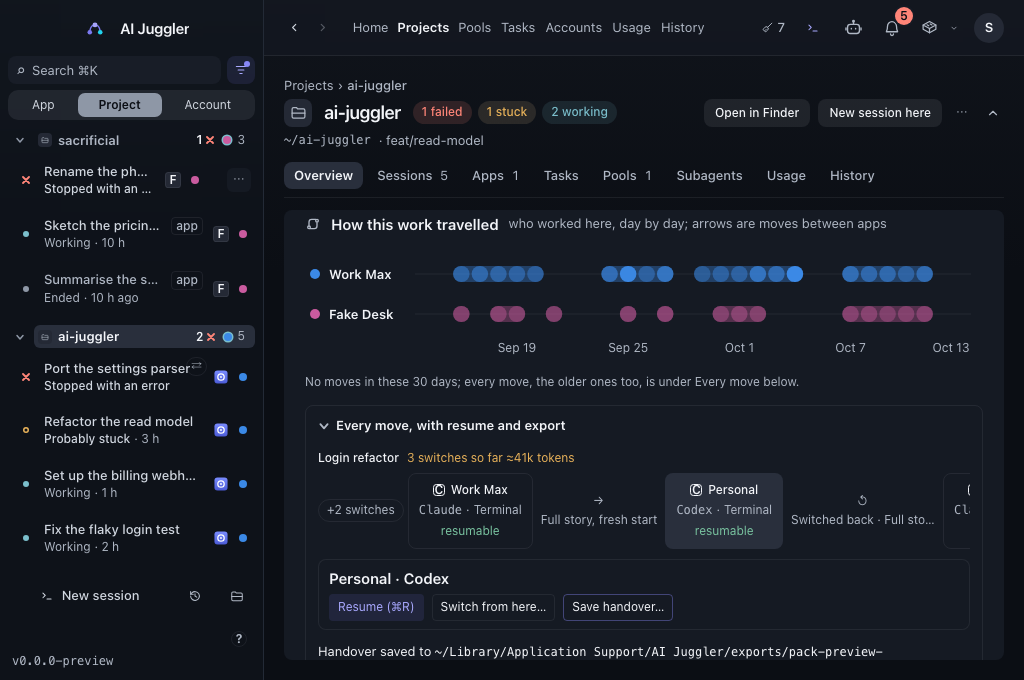 AI Juggler
Search ⌘K
App Project Account
sacrificial 1 3
Rename the ph...
Stopped with an ...
F
Sketch the pricin... app
Working · 10 h
F
Summarise the s... app
Ended · 10 h ago
F
ai-juggler 2 5
Port the settings parser
Stopped with an error
Refactor the read model
Probably stuck · 3 h
Set up the billing webh...
Working · 1 h
Fix the flaky login test
Working · 2 h
New session
?
v0.0.0-preview
Home Projects Pools Tasks Accounts Usage History
7
5
S
Projects › ai-juggler
ai-juggler 1 failed 1 stuck 2 working Open in Finder New session here ...
~/ai-juggler · feat/read-model
Overview Sessions 5 Apps 1 Tasks Pools 1 Subagents Usage History
How this work travelled who worked here, day by day; arrows are moves between apps
Work Max
Fake Desk
Sep 19 Sep 25 Oct 1 Oct 7 Oct 13
No moves in these 30 days; every move, the older ones too, is under Every move below.
Every move, with resume and export
Login refactor 3 switches so far ≈41k tokens
+2 switches
Work Max
Claude · Terminal
resumable
→
Full story, fresh start
Personal
Codex · Terminal
resumable
Switched back · Full sto...
Personal · Codex
Resume (⌘R) Switch from here... Save handover...
Handover saved to ~/Library/Application Support/AI Juggler/exports/pack-preview-